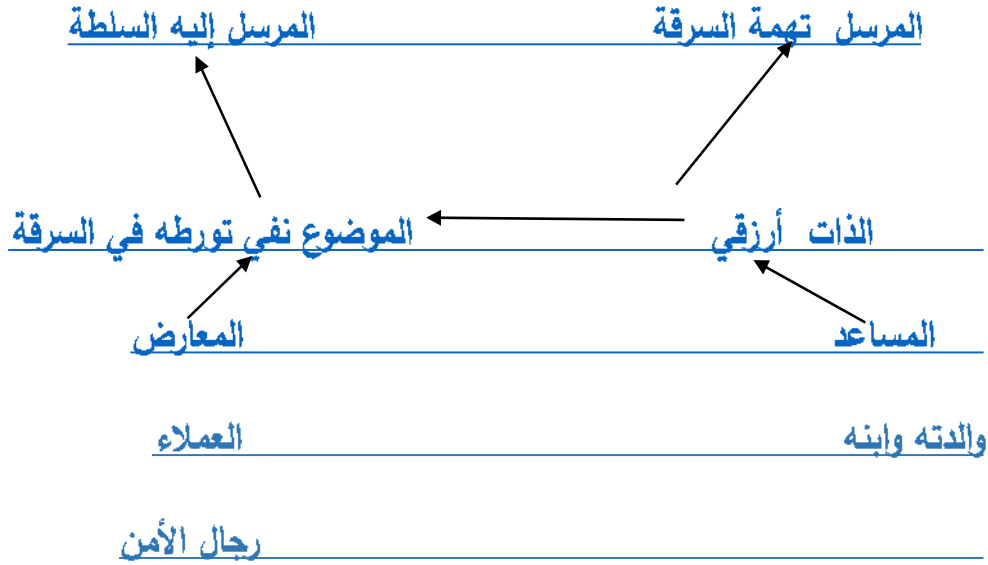 المرسل تهمة السرقة المرسل إليه السلطة
الذات أرزقي الموضوع نفي تورطه في السرقة
المساعد المعارض
والدته وابنه العملاء
رجال الأمن